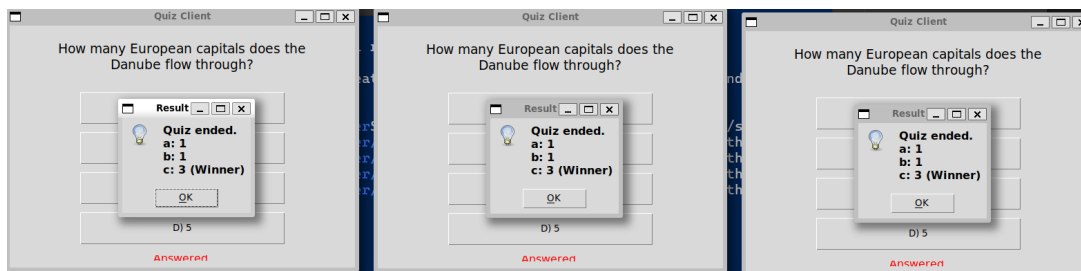 Quiz Client
How many European capitals does the
Danube flow through?
Result
Quiz ended.
a: 1
b: 1
c: 3 (Winner)
OK
D) 5
Answered
Quiz Client
How many European capitals does the
Danube flow through?
Result
Quiz ended.
a: 1
b: 1
c: 3 (Winner)
OK
D) 5
Answered
Quiz Client
How many European capitals does the
Danube flow through?
Result
Quiz ended.
a: 1
b: 1
c: 3 (Winner)
OK
D) 5
Answered